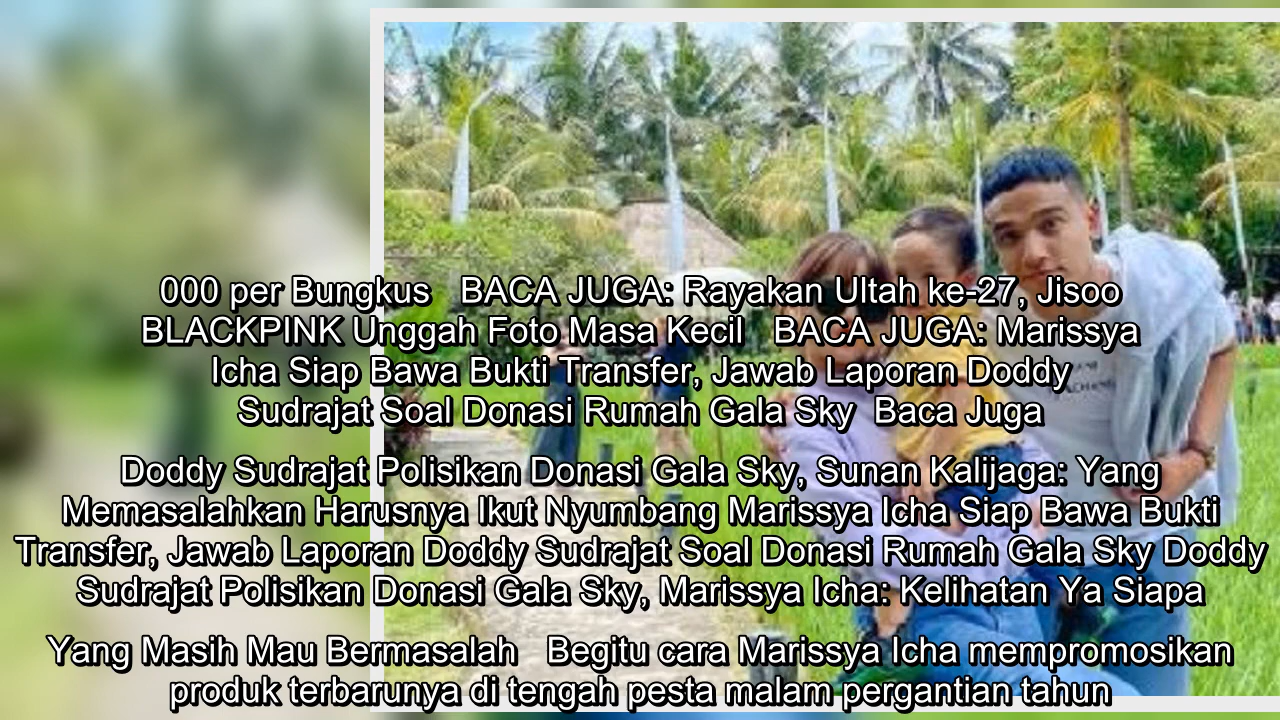 000 per Bungkus   BACA JUGA: Rayakan Ultah ke-27, Jisoo
BLACKPINK Unggah Foto Masa Kecil   BACA JUGA: Marissya
Icha Siap Bawa Bukti Transfer, Jawab Laporan Doddy
Sudrajat Soal Donasi Rumah Gala Sky  Baca Juga
Doddy Sudrajat Polisikan Donasi Gala Sky, Sunan Kalijaga: Yang
Memasalahkan Harusnya Ikut Nyumbang Marissya Icha Siap Bawa Bukti
Transfer, Jawab Laporan Doddy Sudrajat Soal Donasi Rumah Gala Sky Doddy
Sudrajat Polisikan Donasi Gala Sky, Marissya Icha: Kelihatan Ya Siapa
Yang Masih Mau Bermasalah   Begitu cara Marissya Icha mempromosikan
produk terbarunya di tengah pesta malam pergantian tahun